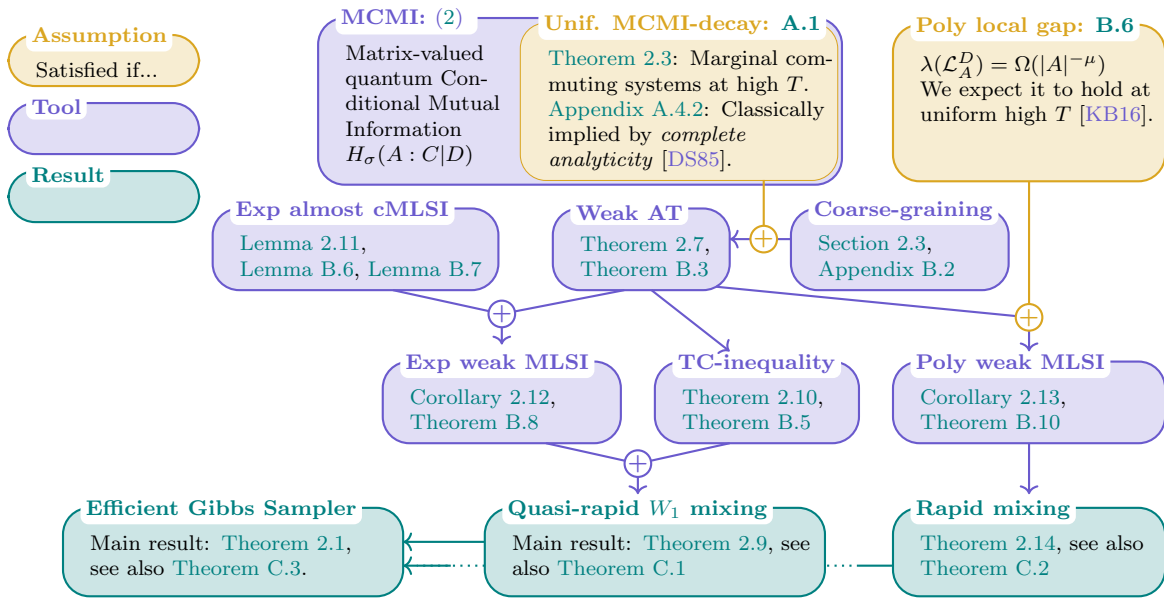 Assumption
Satisfied if...
Tool
Result
MCMI: (2)
Matrix-valued
quantum Con-
ditional Mutual
Information
H_σ(A : C|D)
Unif. MCMI-decay: A.1
Theorem 2.3: Marginal com-
muting systems at high T.
Appendix A.4.2: Classically
implied by complete
analyticity [DS85].
Poly local gap: B.6
λ(ℒ_A^D) = Ω(|A|^{−μ})
We expect it to hold at
uniform high T [KB16].
Exp almost cMLSI
Lemma 2.11,
Lemma B.6, Lemma B.7
Weak AT
Theorem 2.7,
Theorem B.3
+
Coarse-graining
Section 2.3,
Appendix B.2
+
+
Exp weak MLSI
Corollary 2.12,
Theorem B.8
TC-inequality
Theorem 2.10,
Theorem B.5
Poly weak MLSI
Corollary 2.13,
Theorem B.10
+
Efficient Gibbs Sampler
Main result: Theorem 2.1,
see also Theorem C.3.
Quasi-rapid W₁ mixing
Main result: Theorem 2.9, see
also Theorem C.1
Rapid mixing
Theorem 2.14, see also
Theorem C.2